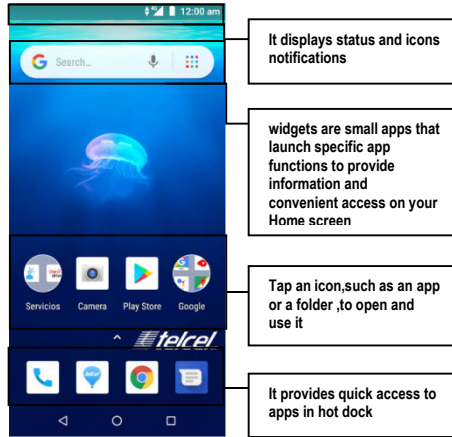 12:00 am
It displays status and icons
notifications
Search...
widgets are small apps that
launch specific app
functions to provide
information and
convenient access on your
Home screen
Servicios Camera Play Store Google
Tap an icon,such as an app
or a folder ,to open and
use it
telcel
It provides quick access to
apps in hot dock